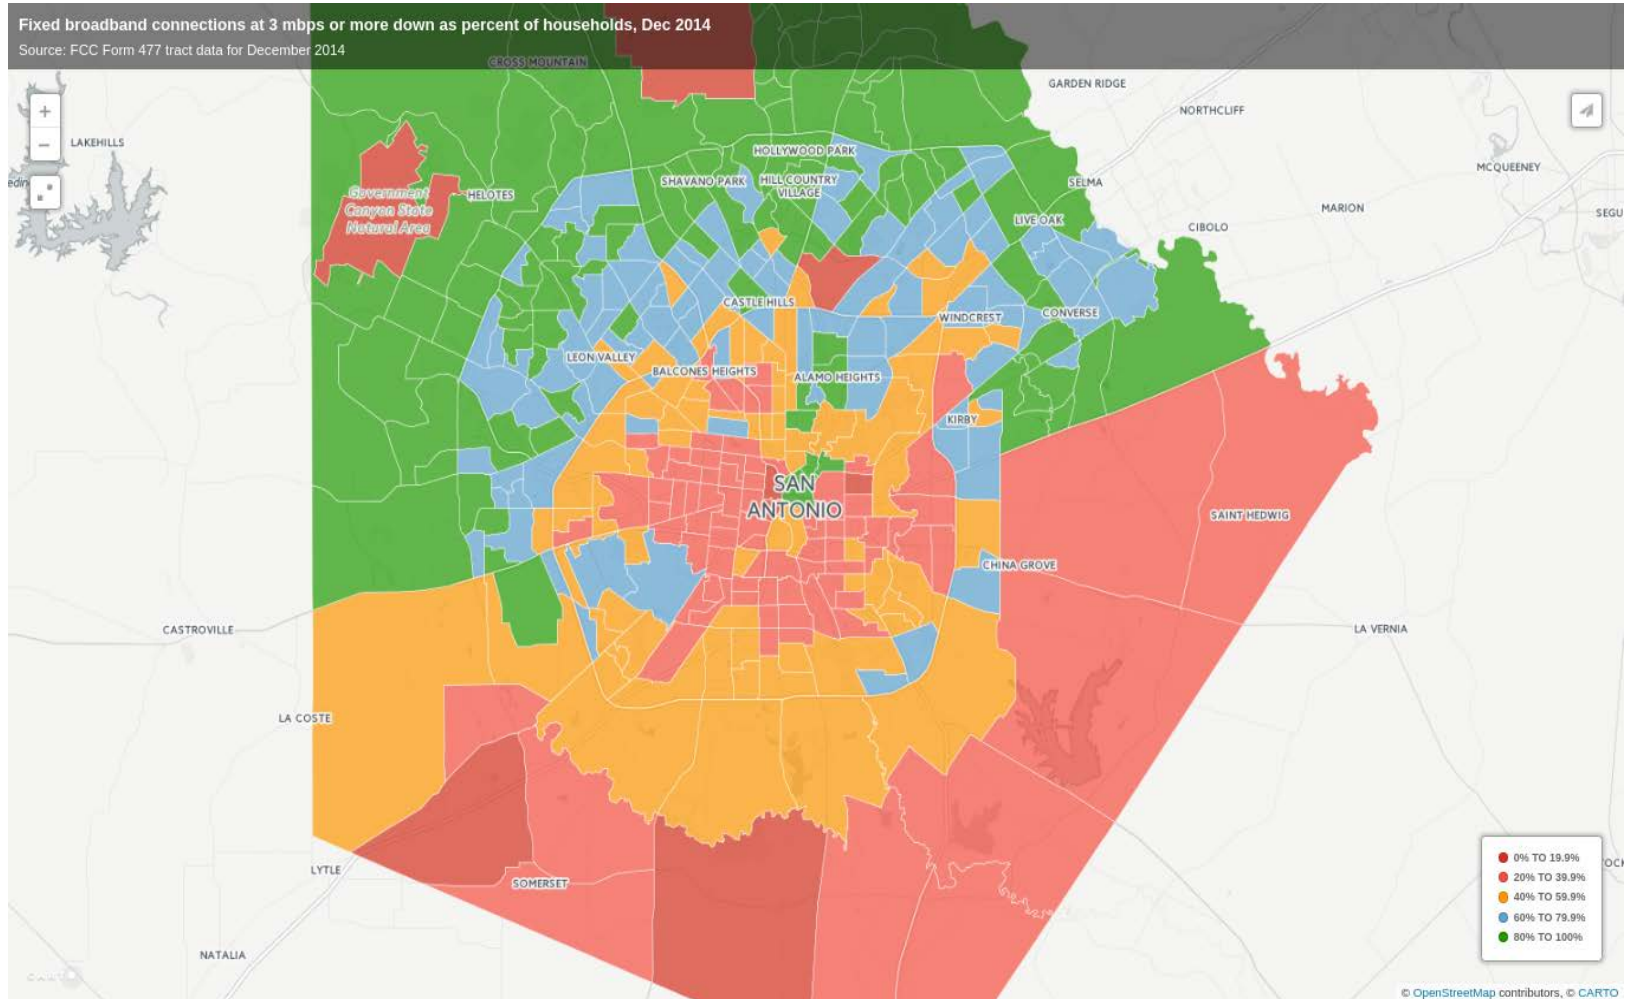 Fixed broadband connections at 3 mbps or more down as percent of households, Dec 2014
Source: FCC Form 477 tract data for December 2014
CROSS MOUNTAIN
GARDEN RIDGE
+
NORTHCLIFF
LAKEHILLS
−
HOLLYWOOD PARK
MCQUEENEY
SHAVANO PARK
HILL COUNTRY
VILLAGE
SELMA
Government
Canyon State
Natural Area
HELOTES
MARION
SEGU
LIVE OAK
CIBOLO
CASTLE HILLS
WINDCREST
CONVERSE
LEON VALLEY
BALCONES HEIGHTS
ALAMO HEIGHTS
KIRBY
SAN
ANTONIO
SAINT HEDWIG
CHINA GROVE
CASTROVILLE
LA VERNIA
LA COSTE
LYTLE
SOMERSET
NATALIA
0% TO 19.9%
20% TO 39.9%
40% TO 59.9%
60% TO 79.9%
80% TO 100%
© OpenStreetMap contributors, © CARTO